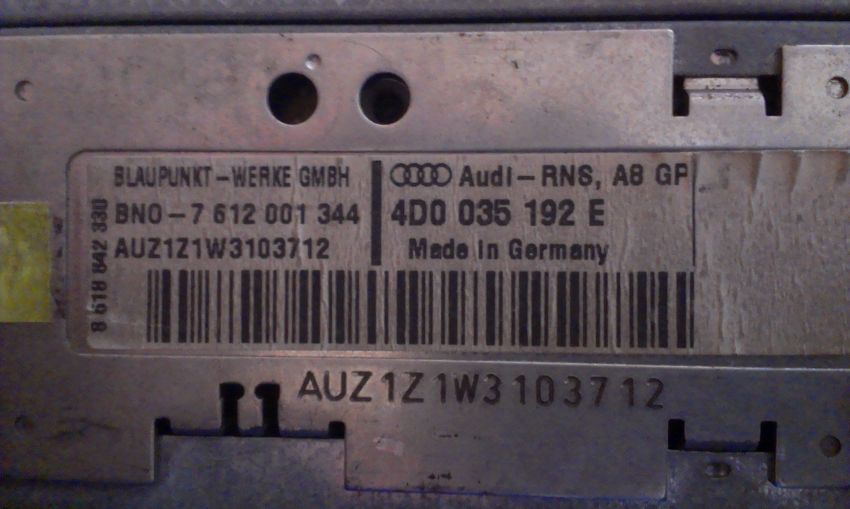 BLAUPUNKT-WERKE GMBH
BNO-7 612 001 344
AUZ1Z1W3103712
Audi-RNS, A8 GP
4D0 035 192 E
Made in Germany
8 618 842 330
AUZ1Z1W3103712